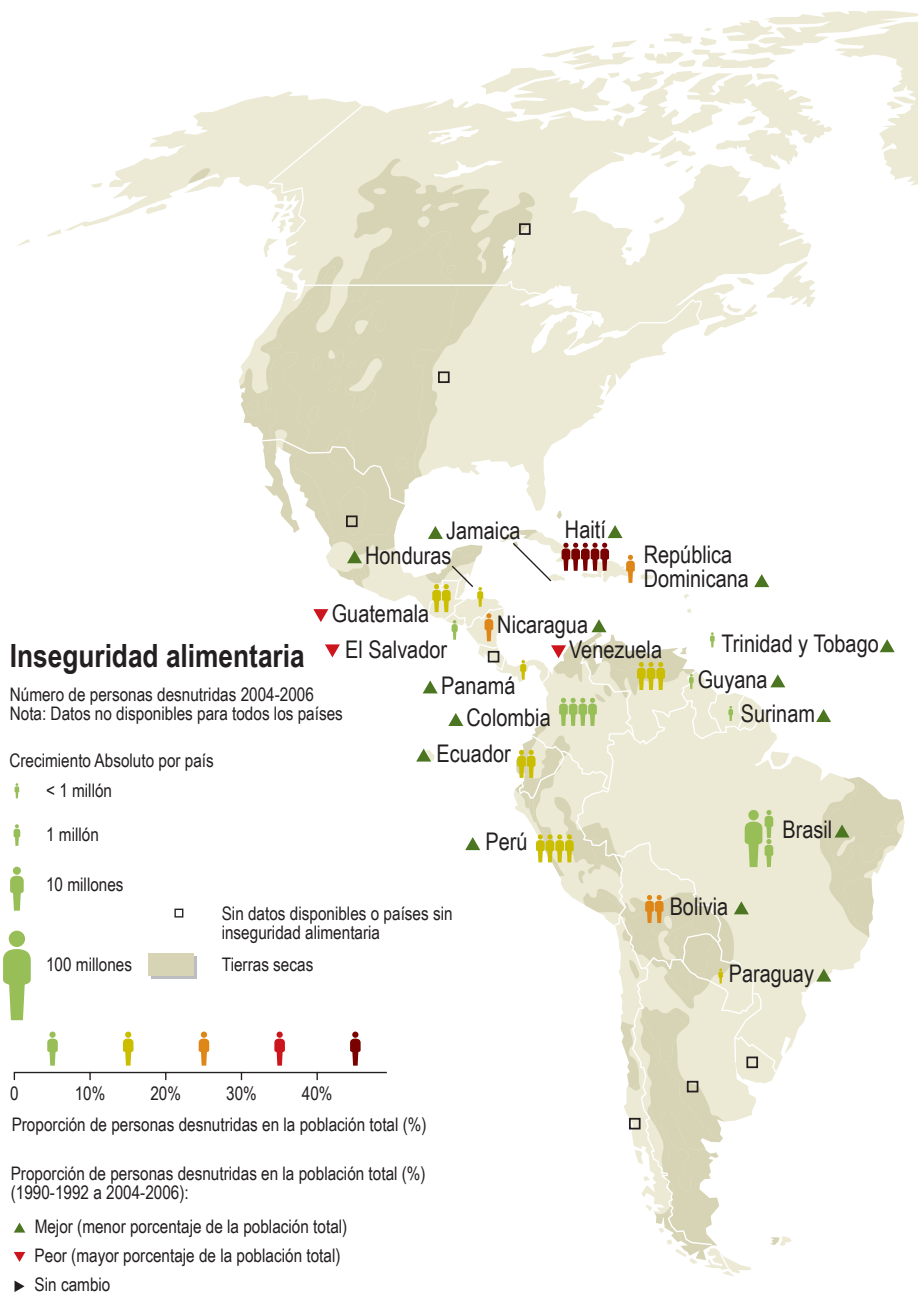 Jamaica
Haití
Honduras
República
Dominicana
Guatemala
Nicaragua
El Salvador
Venezuela
Trinidad y Tobago
Panamá
Guyana
Colombia
Surinam
Ecuador
Perú
Brasil
Bolivia
Paraguay
Inseguridad alimentaria
Número de personas desnutridas 2004-2006
Nota: Datos no disponibles para todos los países
Crecimiento Absoluto por país
< 1 millón
1 millón
10 millones
100 millones
Sin datos disponibles o países sin
inseguridad alimentaria
Tierras secas
0 10% 20% 30% 40%
Proporción de personas desnutridas en la población total (%)
Proporción de personas desnutridas en la población total (%)
(1990-1992 a 2004-2006):
Mejor (menor porcentaje de la población total)
Peor (mayor porcentaje de la población total)
Sin cambio